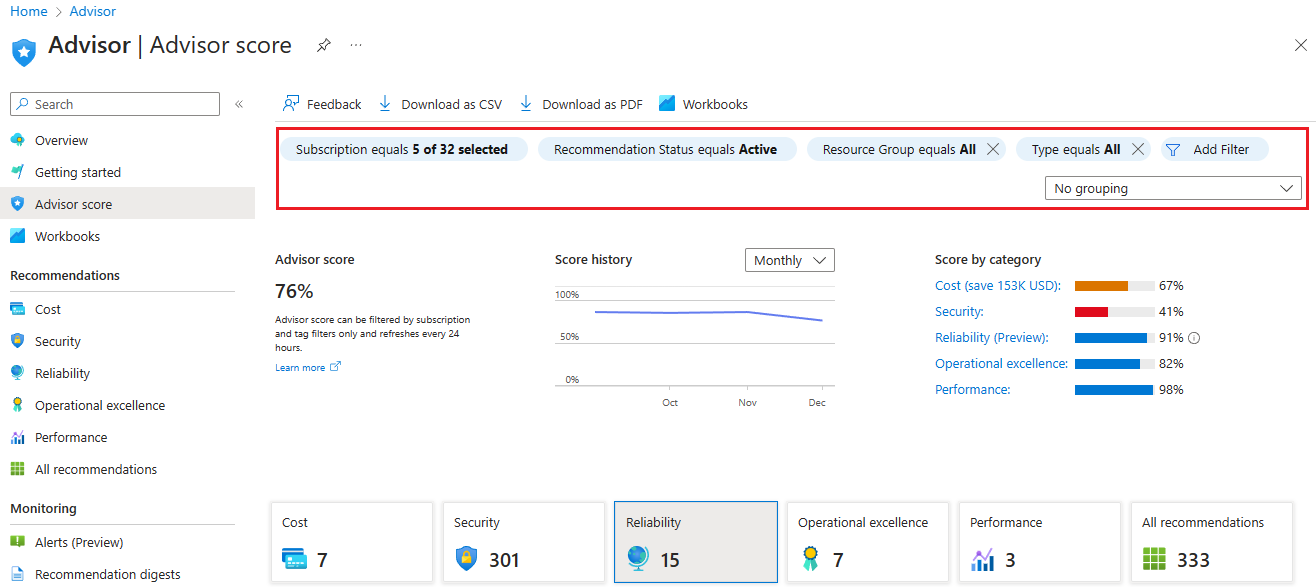 Home > Advisor
Advisor | Advisor score ...
Search «
Overview
Getting started
Advisor score
Workbooks
Recommendations
Cost
Security
Reliability
Operational excellence
Performance
All recommendations
Monitoring
Alerts (Preview)
Recommendation digests
Feedback Download as CSV Download as PDF Workbooks
Subscription equals 5 of 32 selected Recommendation Status equals Active Resource Group equals All Type equals All Add Filter
No grouping
Advisor score
76%
Advisor score can be filtered by subscription
and tag filters only and refreshes every 24
hours.
Learn more
Score history Monthly
100%
50%
0%
Oct Nov Dec
Score by category
Cost (save 153K USD): 67%
Security: 41%
Reliability (Preview): 91%
Operational excellence: 82%
Performance: 98%
Cost
7
Security
301
Reliability
15
Operational excellence
7
Performance
3
All recommendations
333